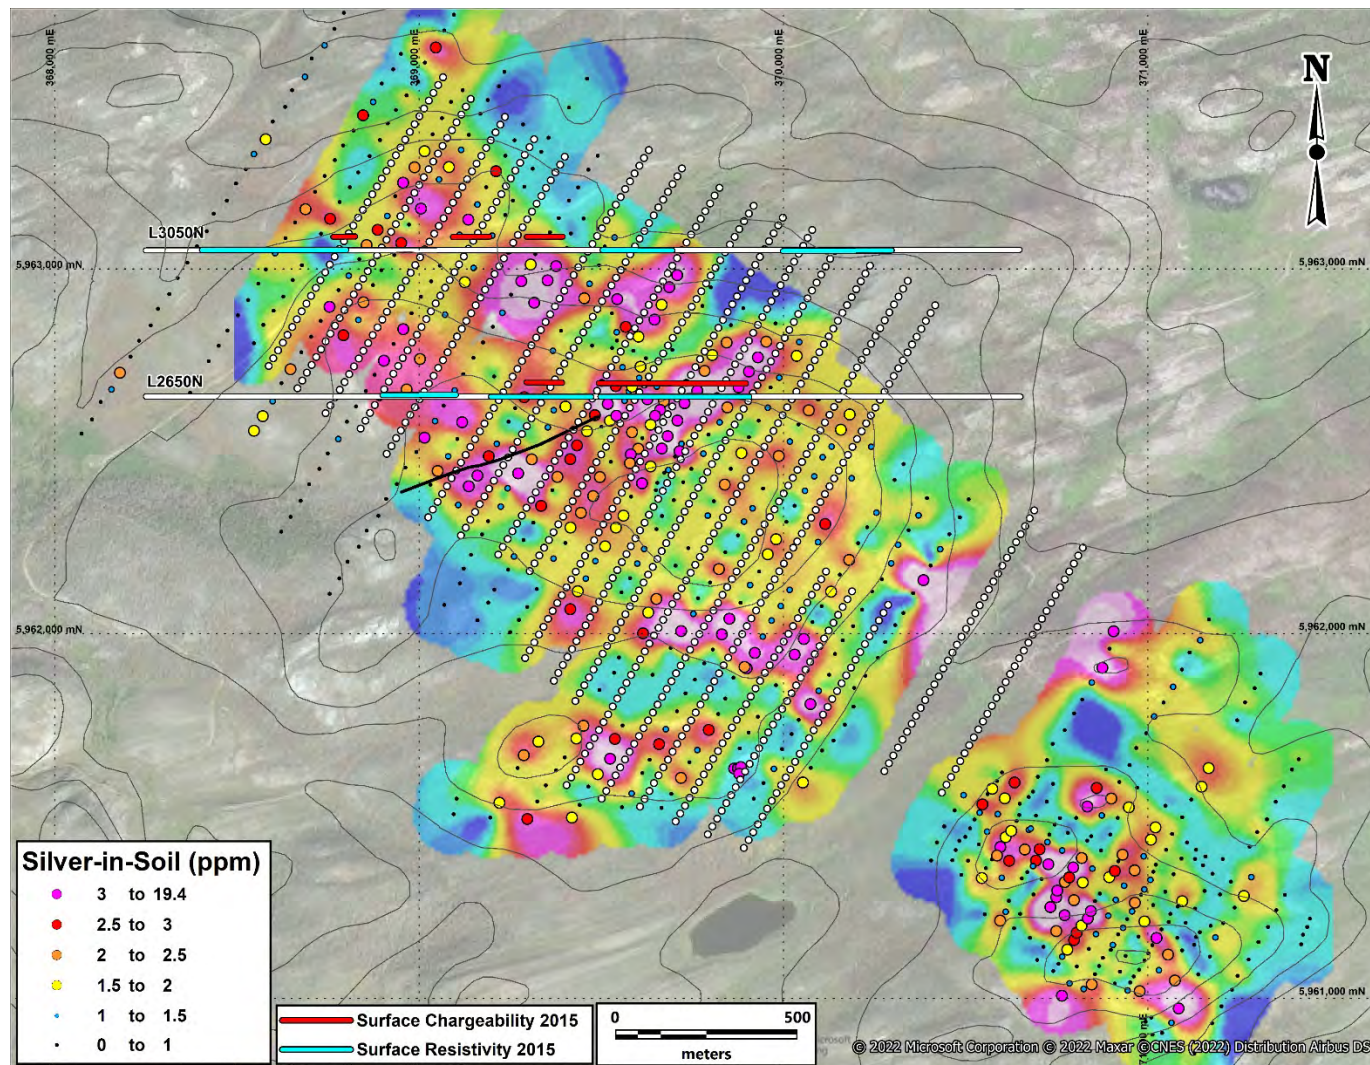 368,000 mE
369,000 mE
370,000 mE
371,000 mE
N
L3050N
5,963,000 mN
5,963,000 mN
L2650N
5,962,000 mN
5,962,000 mN
Silver-in-Soil (ppm)
3 to 19.4
2.5 to 3
2 to 2.5
1.5 to 2
1 to 1.5
0 to 1
5,961,000 mN
Surface Chargeability 2015
Surface Resistivity 2015
0 500
meters
© 2022 Microsoft Corporation © 2022 Maxar ©CNES (2022) Distribution Airbus DS